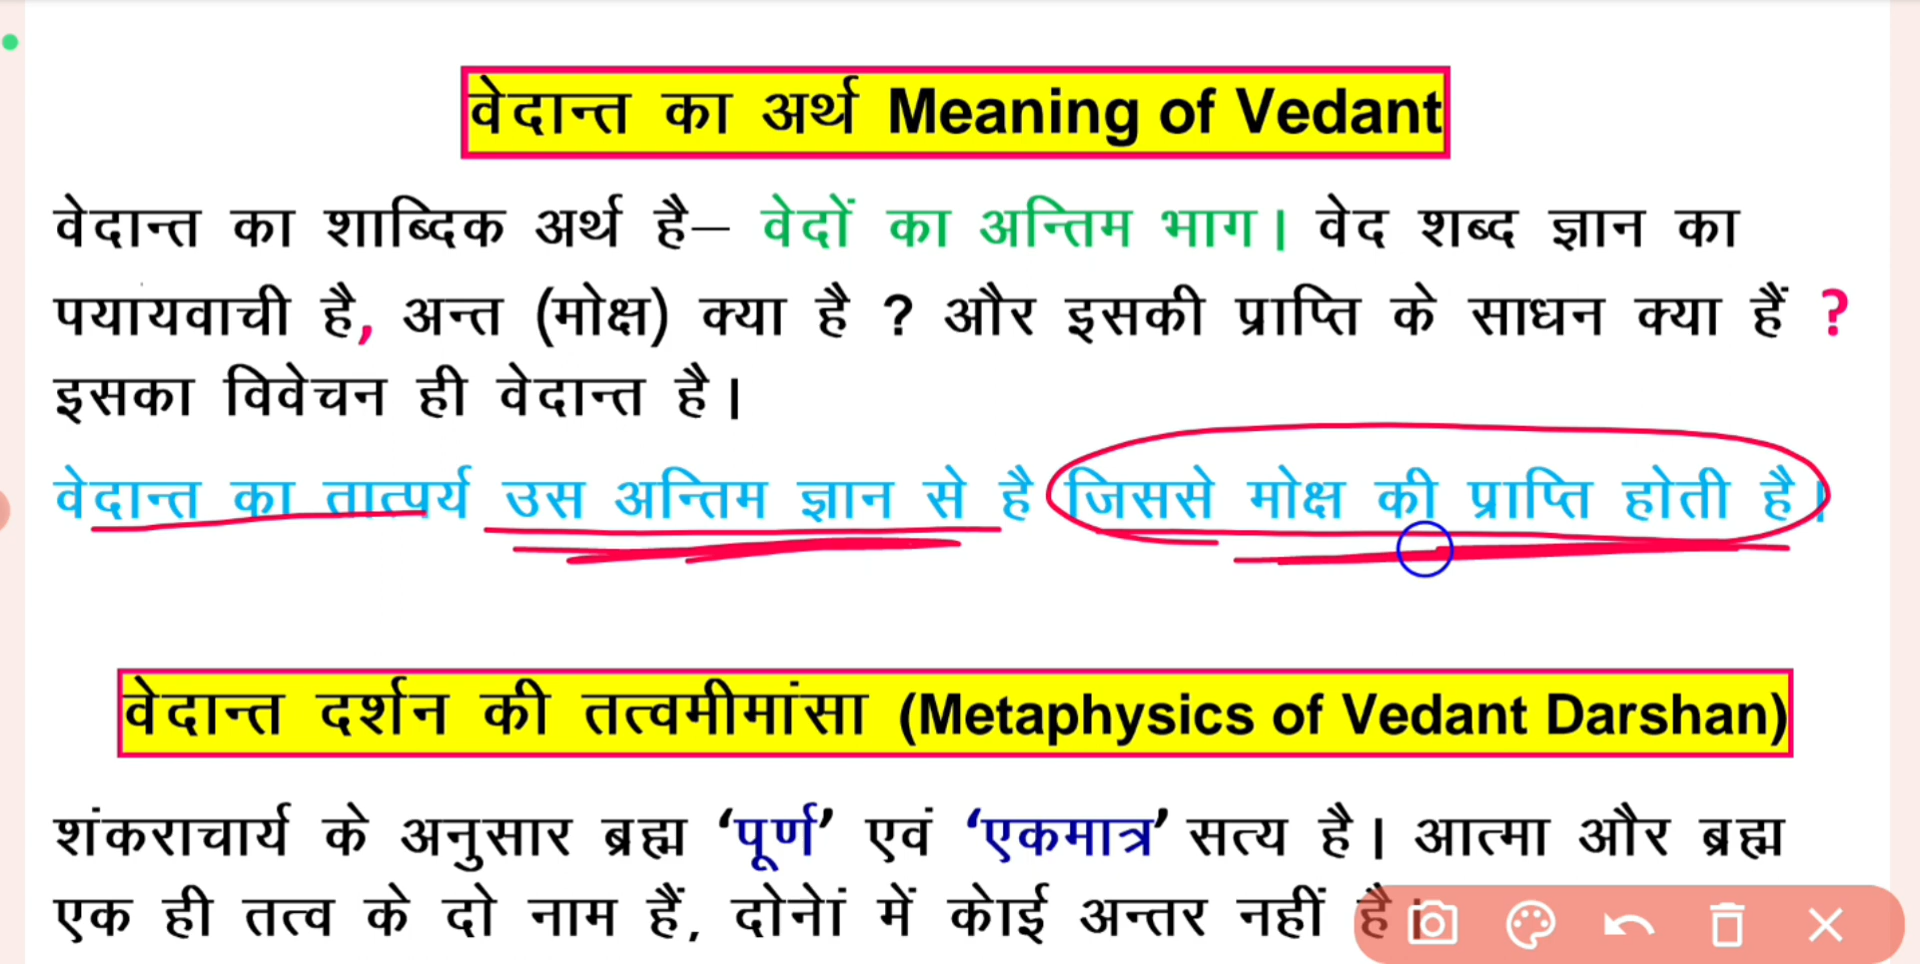 वेदान्त का अर्थ Meaning of Vedant
वेदान्त का शाब्दिक अर्थ है– वेदों का अन्तिम भाग। वेद शब्द ज्ञान का
पयायवाची है, अन्त (मोक्ष) क्या है ? और इसकी प्राप्ति के साधन क्या हैं ?
इसका विवेचन ही वेदान्त है।
वेदान्त का तात्पर्य उस अन्तिम ज्ञान से है जिससे मोक्ष की प्राप्ति होती है।
वेदान्त दर्शन की तत्वमीमांसा (Metaphysics of Vedant Darshan)
शंकराचार्य के अनुसार ब्रह्म ‘पूर्ण’ एवं ‘एकमात्र’ सत्य है। आत्मा और ब्रह्म
एक ही तत्व के दो नाम हैं, दोनों में कोई अन्तर नहीं है।